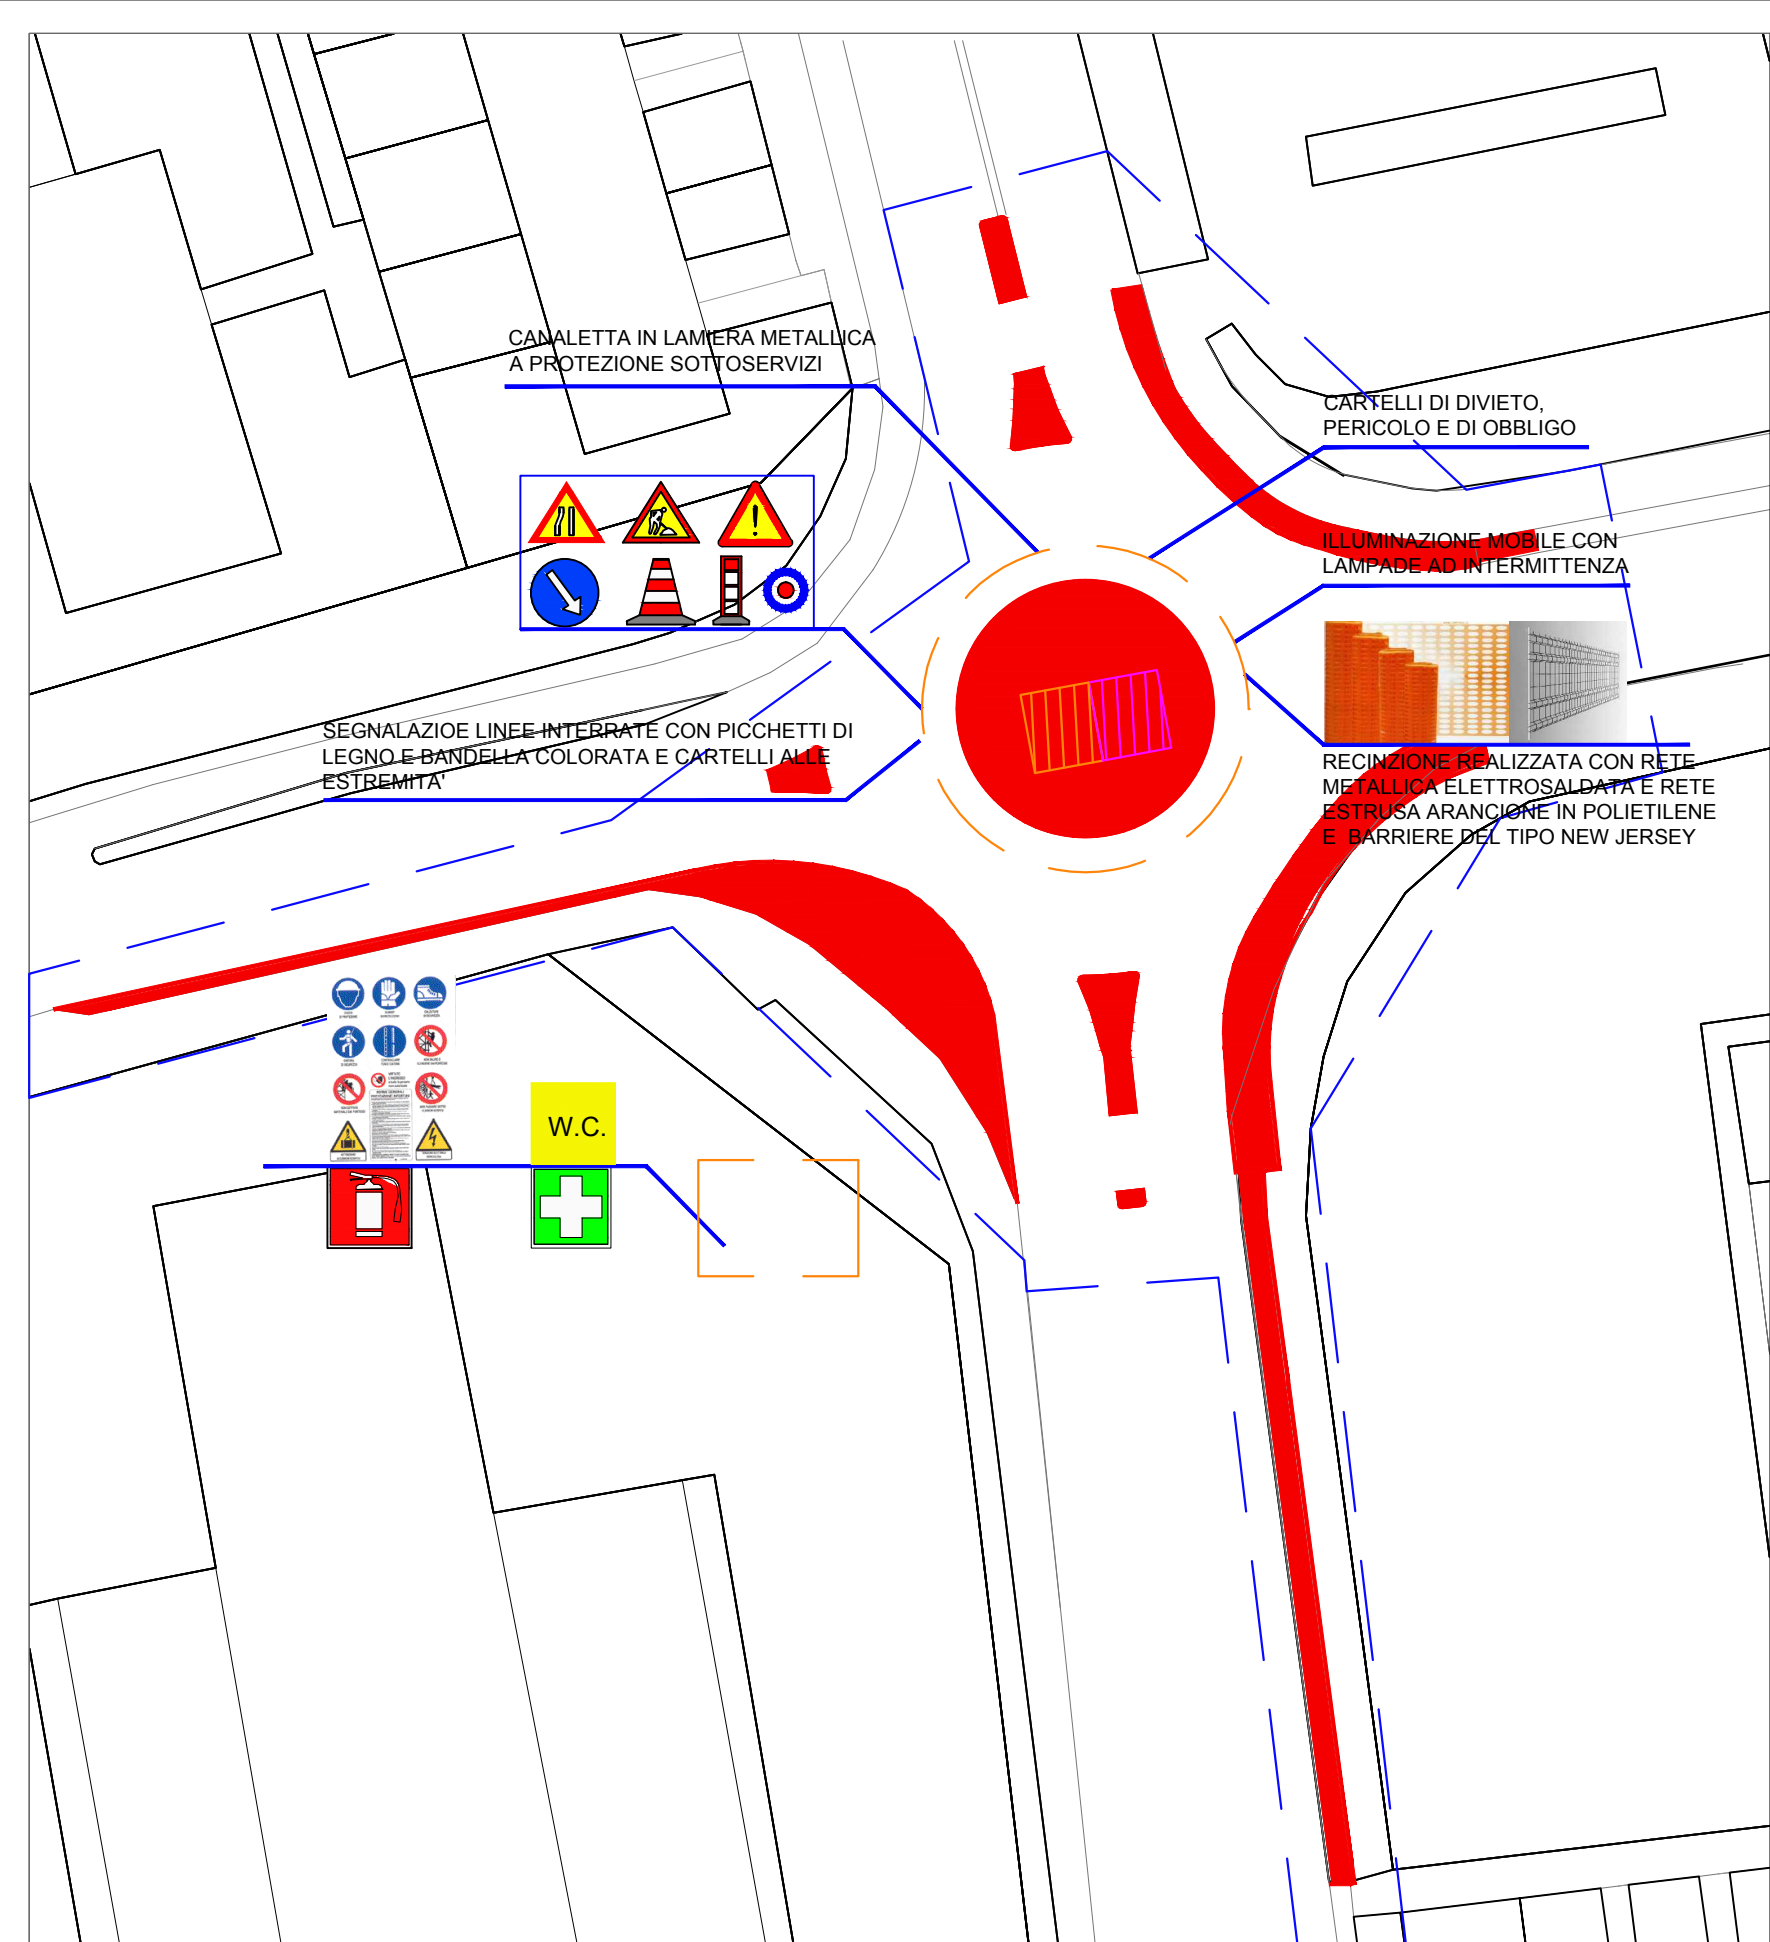 CANALETTA IN LAMIERA METALLICA
A PROTEZIONE SOTTOSERVIZI
CARTELLI DI DIVIETO,
PERICOLO E DI OBBLIGO
ILLUMINAZIONE MOBILE CON
LAMPADE AD INTERMITTENZA
SEGNALAZIOE LINEE INTERRATE CON PICCHETTI DI
LEGNO E BANDELLA COLORATA E CARTELLI ALLE
ESTREMITA'
RECINZIONE REALIZZATA CON RETE
METALLICA ELETTROSALDATA E RETE
ESTRUSA ARANCIONE IN POLIETILENE
E  BARRIERE DEL TIPO NEW JERSEY
W.C.